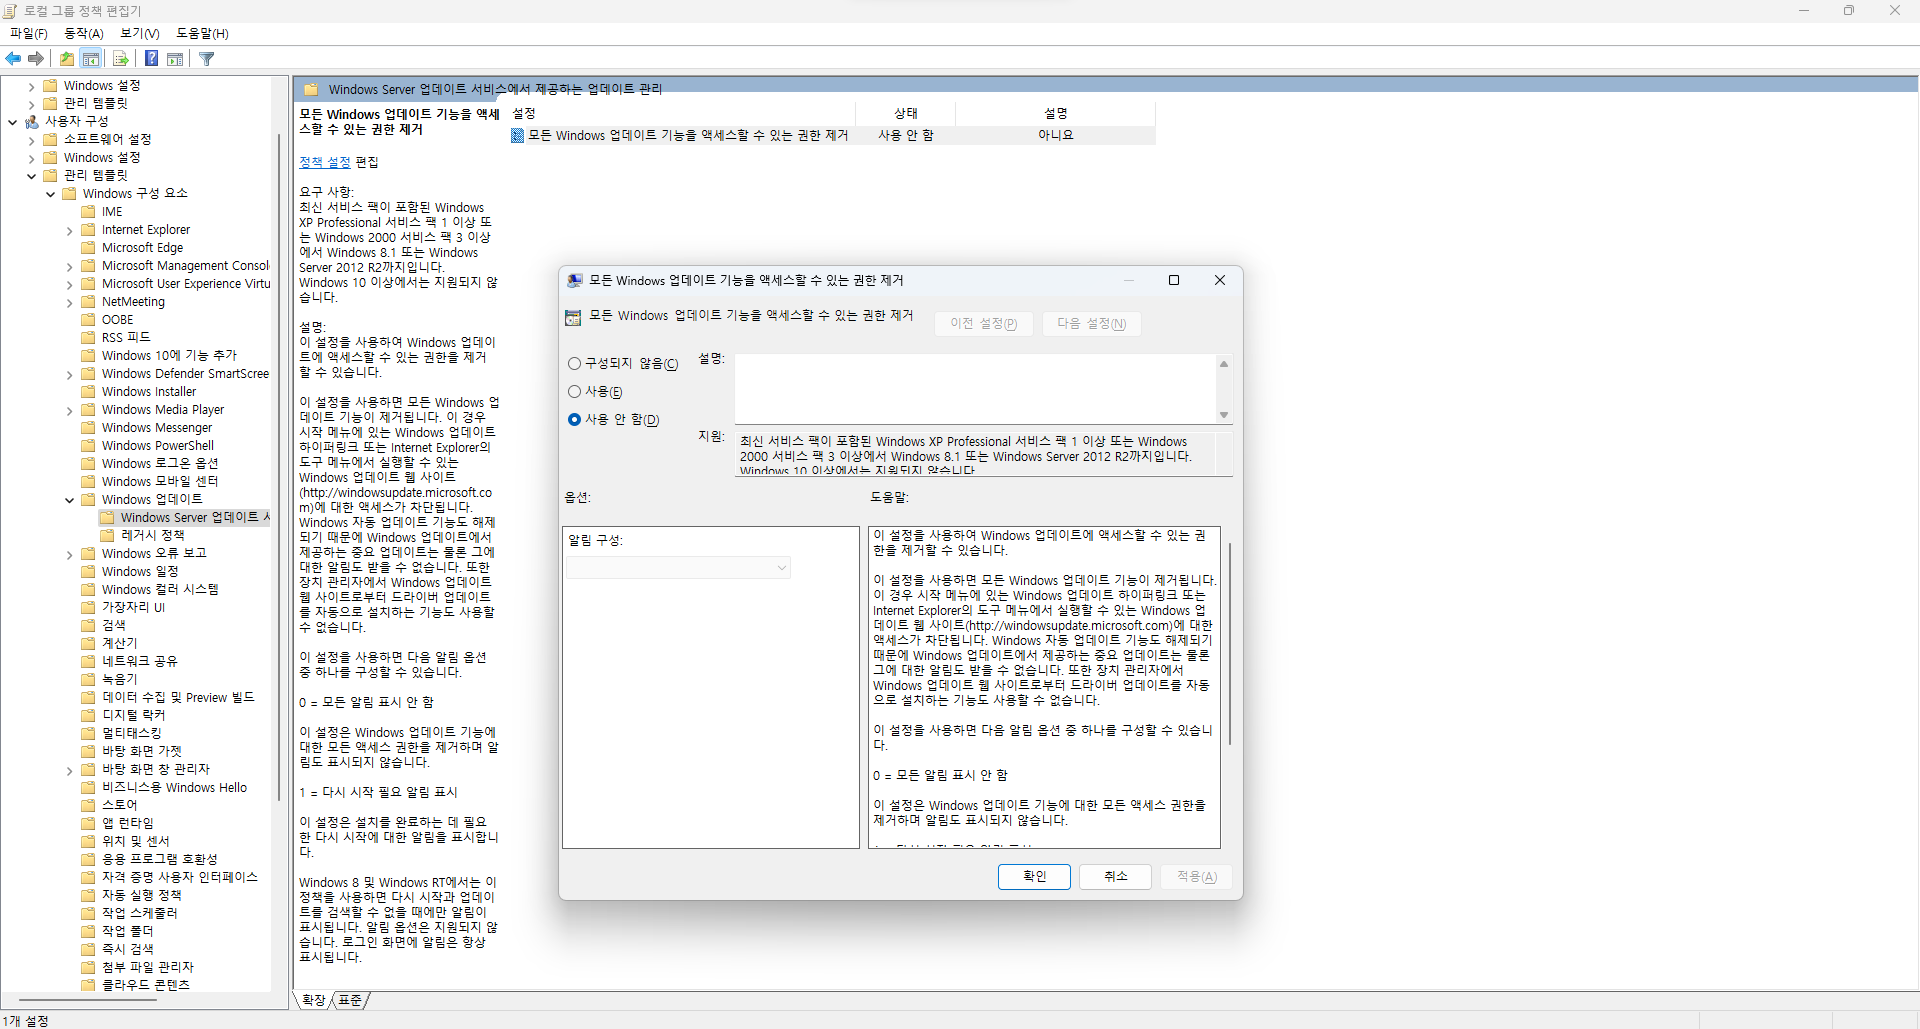 로컬 그룹 정책 편집기
파일(F) 동작(A) 보기(V) 도움말(H)
Windows 설정
관리 템플릿
사용자 구성
소프트웨어 설정
Windows 설정
관리 템플릿
Windows 구성 요소
IME
Internet Explorer
Microsoft Edge
Microsoft Management Consol
Microsoft User Experience Virtu
NetMeeting
OOBE
RSS 피드
Windows 10에 기능 추가
Windows Defender SmartScree
Windows Installer
Windows Media Player
Windows Messenger
Windows PowerShell
Windows 로그온 옵션
Windows 모바일 센터
Windows 업데이트
Windows Server 업데이트 서
레거시 정책
Windows 오류 보고
Windows 일정
Windows 컬러 시스템
가장자리 UI
검색
계산기
네트워크 공유
녹음기
데이터 수집 및 Preview 빌드
디지털 락커
멀티태스킹
바탕 화면 가젯
바탕 화면 창 관리자
비즈니스용 Windows Hello
스토어
앱 런타임
위치 및 센서
응용 프로그램 호환성
자격 증명 사용자 인터페이스
자동 실행 정책
작업 스케줄러
작업 폴더
즉시 검색
첨부 파일 관리자
클라우드 콘텐츠
Windows Server 업데이트 서비스에서 제공하는 업데이트 관리
모든 Windows 업데이트 기능을 액세
스할 수 있는 권한 제거
정책 설정 편집
요구 사항:
최신 서비스 팩이 포함된 Windows
XP Professional 서비스 팩 1 이상 또
는 Windows 2000 서비스 팩 3 이상
에서 Windows 8.1 또는 Windows
Server 2012 R2까지입니다.
Windows 10 이상에서는 지원되지 않
습니다.
설명:
이 설정을 사용하여 Windows 업데이
트에 액세스할 수 있는 권한을 제거
할 수 있습니다.
이 설정을 사용하면 모든 Windows 업
데이트 기능이 제거됩니다. 이 경우
시작 메뉴에 있는 Windows 업데이트
하이퍼링크 또는 Internet Explorer의
도구 메뉴에서 실행할 수 있는
Windows 업데이트 웹 사이트
(http://windowsupdate.microsoft.co
m)에 대한 액세스가 차단됩니다.
Windows 자동 업데이트 기능도 해제
되기 때문에 Windows 업데이트에서
제공하는 중요 업데이트는 물론 그에
대한 알림도 받을 수 없습니다. 또한
장치 관리자에서 Windows 업데이트
웹 사이트로부터 드라이버 업데이트
를 자동으로 설치하는 기능도 사용할
수 없습니다.
이 설정을 사용하면 다음 알림 옵션
중 하나를 구성할 수 있습니다.
0 = 모든 알림 표시 안 함
이 설정은 Windows 업데이트 기능에
대한 모든 액세스 권한을 제거하며 알
림도 표시되지 않습니다.
1 = 다시 시작 필요 알림 표시
이 설정은 설치를 완료하는 데 필요
한 다시 시작에 대한 알림을 표시합니
다.
Windows 8 및 Windows RT에서는 이
정책을 사용하면 다시 시작과 업데이
트를 검색할 수 없을 때에만 알림이
표시됩니다. 알림 옵션은 지원되지 않
습니다. 로그인 화면에 알림은 항상
표시됩니다.
설정 상태 설명
모든 Windows 업데이트 기능을 액세스할 수 있는 권한 제거 사용 안 함 아니요
모든 Windows 업데이트 기능을 액세스할 수 있는 권한 제거
모든 Windows 업데이트 기능을 액세스할 수 있는 권한 제거
이전 설정(P) 다음 설정(N)
구성되지 않음(C)
사용(E)
사용 안 함(D)
설명:
지원:
최신 서비스 팩이 포함된 Windows XP Professional 서비스 팩 1 이상 또는 Windows
2000 서비스 팩 3 이상에서 Windows 8.1 또는 Windows Server 2012 R2까지입니다.
Windows 10 이상에서는 지원되지 않습니다
옵션:
도움말:
알림 구성:
이 설정을 사용하여 Windows 업데이트에 액세스할 수 있는 권
한을 제거할 수 있습니다.
이 설정을 사용하면 모든 Windows 업데이트 기능이 제거됩니다.
이 경우 시작 메뉴에 있는 Windows 업데이트 하이퍼링크 또는
Internet Explorer의 도구 메뉴에서 실행할 수 있는 Windows 업
데이트 웹 사이트(http://windowsupdate.microsoft.com)에 대한
액세스가 차단됩니다. Windows 자동 업데이트 기능도 해제되기
때문에 Windows 업데이트에서 제공하는 중요 업데이트는 물론
그에 대한 알림도 받을 수 없습니다. 또한 장치 관리자에서
Windows 업데이트 웹 사이트로부터 드라이버 업데이트를 자동
으로 설치하는 기능도 사용할 수 없습니다.
이 설정을 사용하면 다음 알림 옵션 중 하나를 구성할 수 있습니
다.
0 = 모든 알림 표시 안 함
이 설정은 Windows 업데이트 기능에 대한 모든 액세스 권한을
제거하며 알림도 표시되지 않습니다.
확인 취소 적용(A)
확장 표준
1개 설정